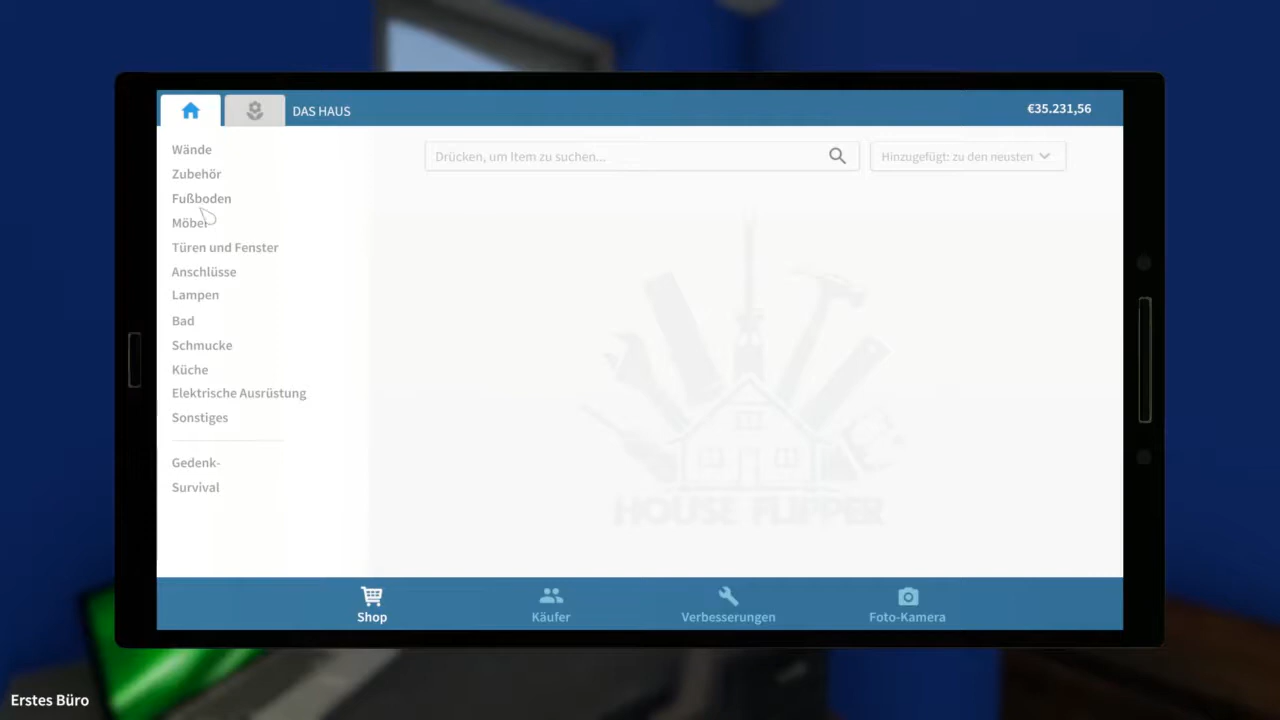 DAS HAUS
€35.231,56
Wände
Zubehör
Fußboden
Möbel
Türen und Fenster
Anschlüsse
Lampen
Bad
Schmucke
Küche
Elektrische Ausrüstung
Sonstiges
Gedenk-
Survival
Drücken, um Item zu suchen...
Hinzugefügt: zu den neusten
HOUSE FLIPPER
Shop
Käufer
Verbesserungen
Foto-Kamera
Erstes Büro